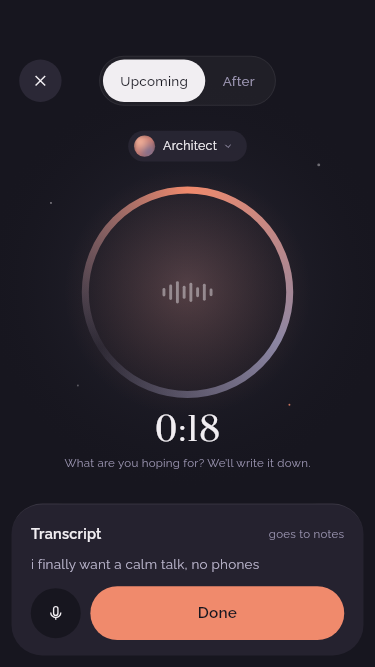 Upcoming
After
Architect
0:18
What are you hoping for? We'll write it down.
Transcript
goes to notes
i finally want a calm talk, no phones
Done